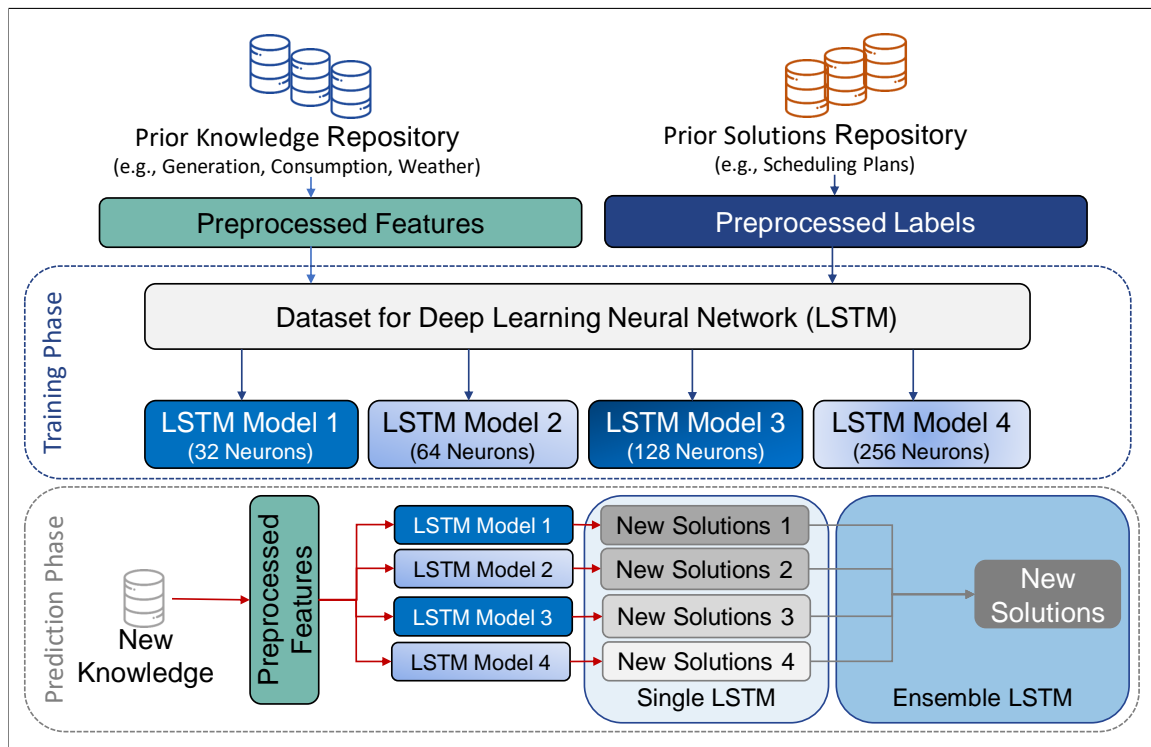 Prior Knowledge Repository
(e.g., Generation, Consumption, Weather)
Prior Solutions Repository
(e.g., Scheduling Plans)
Preprocessed Features
Preprocessed Labels
Training Phase
Dataset for Deep Learning Neural Network (LSTM)
LSTM Model 1
(32 Neurons)
LSTM Model 2
(64 Neurons)
LSTM Model 3
(128 Neurons)
LSTM Model 4
(256 Neurons)
Prediction Phase
New
Knowledge
Preprocessed
Features
LSTM Model 1
LSTM Model 2
LSTM Model 3
LSTM Model 4
New Solutions 1
New Solutions 2
New Solutions 3
New Solutions 4
Single LSTM
New
Solutions
Ensemble LSTM